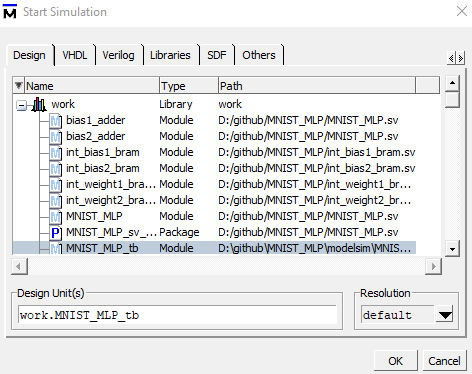 Start Simulation
Design VHDL Verilog Libraries SDF Others
Name Type Path
work Library work
bias1_adder Module D:/github/MNIST_MLP/MNIST_MLP.sv
bias2_adder Module D:/github/MNIST_MLP/MNIST_MLP.sv
int_bias1_bram Module D:/github/MNIST_MLP/int_bias1_bram.sv
int_bias2_bram Module D:/github/MNIST_MLP/int_bias2_bram.sv
int_weight1_bra... Module D:/github/MNIST_MLP/int_weight1_br...
int_weight2_bra... Module D:/github/MNIST_MLP/int_weight2_br...
MNIST_MLP Module D:/github/MNIST_MLP/MNIST_MLP.sv
MNIST_MLP_sv_... Package D:/github/MNIST_MLP/MNIST_MLP.sv
MNIST_MLP_tb Module D:\github\MNIST_MLP\modelsim\MNIS...
Design Unit(s) Resolution
work.MNIST_MLP_tb default
OK Cancel